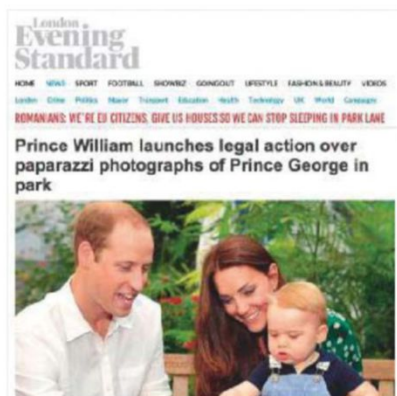 London
Evening
Standard
HOME NEWS SPORT FOOTBALL SHOWBIZ GOINGOUT LIFESTYLE FASHION & BEAUTY VIDEOS
London Crime Politics Mayor Transport Education Health Technology UK World Campaigns
ROMANIANS: WE'RE EU CITIZENS, GIVE US HOUSES SO WE CAN STOP SLEEPING IN PARK LANE
Prince William launches legal action over
paparazzi photographs of Prince George in
park